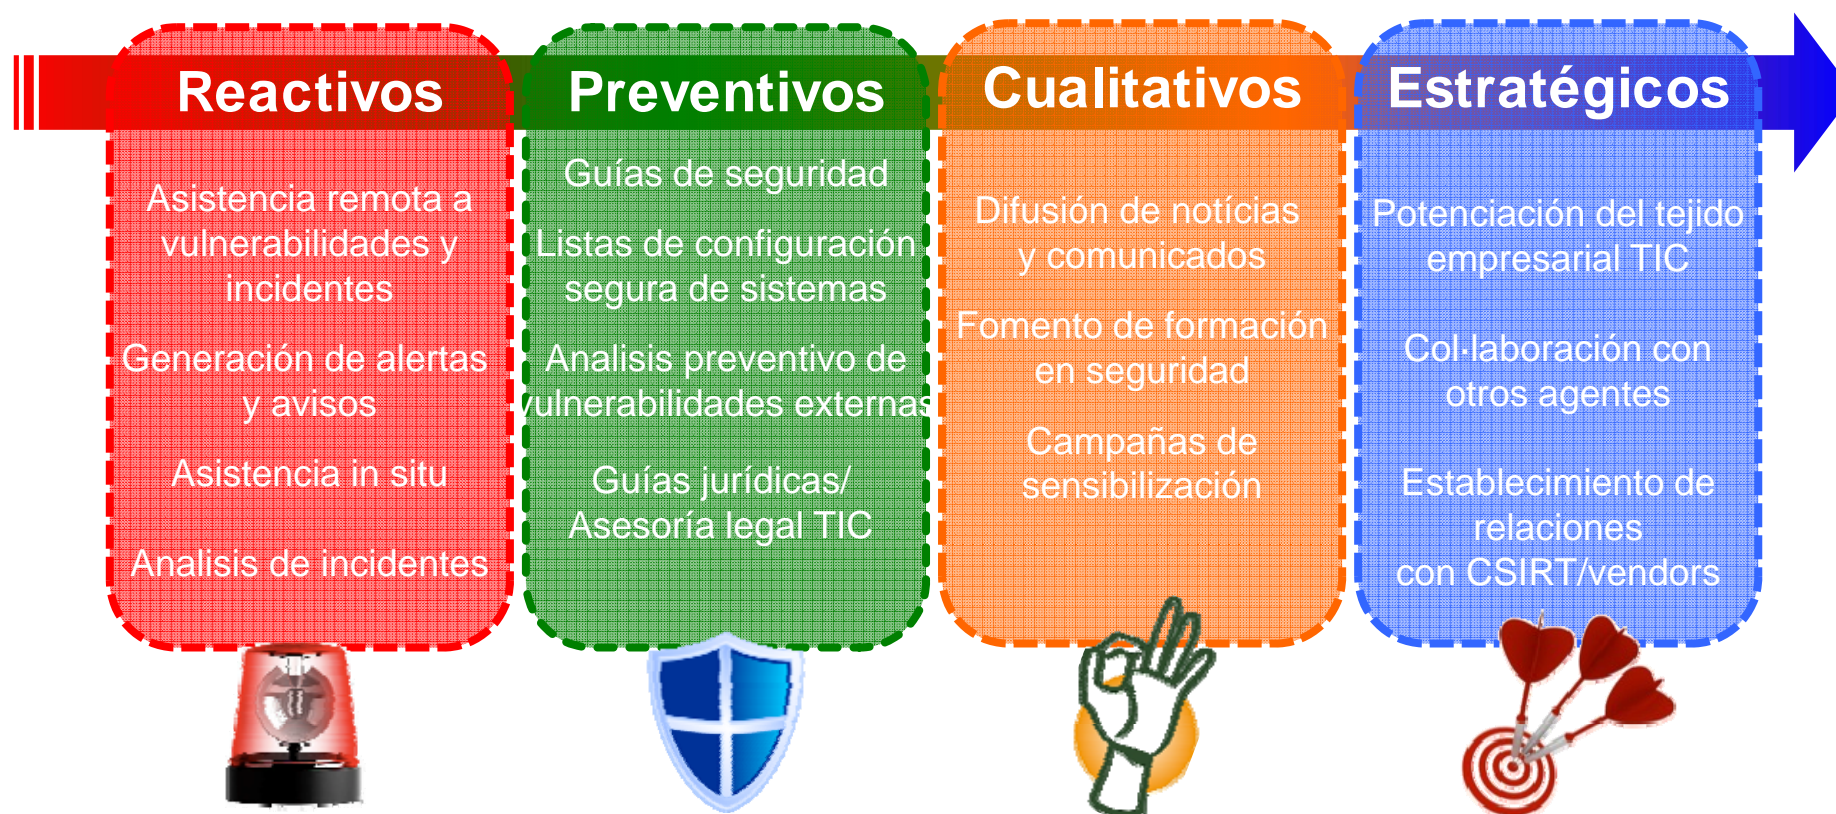 Reactivos
Asistencia remota a
vulnerabilidades y
incidentes
Generación de alertas
y avisos
Asistencia in situ
Analisis de incidentes
Preventivos
Guías de seguridad
Listas de configuración
segura de sistemas
Analisis preventivo de
vulnerabilidades externas
Guías jurídicas/
Asesoría legal TIC
Cualitativos
Difusión de notícias
y comunicados
Fomento de formación
en seguridad
Campañas de
sensibilización
Estratégicos
Potenciación del tejido
empresarial TIC
Col·laboración con
otros agentes
Establecimiento de
relaciones
con CSIRT/vendors